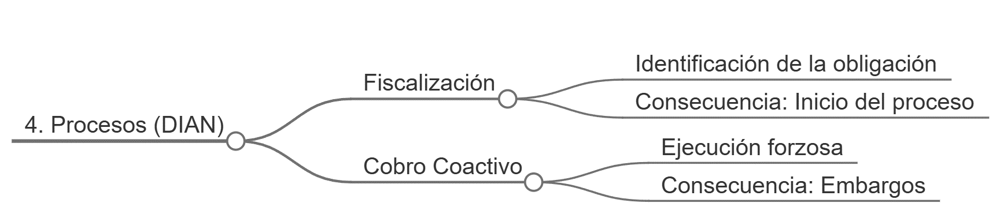 4. Procesos (DIAN)
Fiscalización
Identificación de la obligación
Consecuencia: Inicio del proceso
Cobro Coactivo
Ejecución forzosa
Consecuencia: Embargos